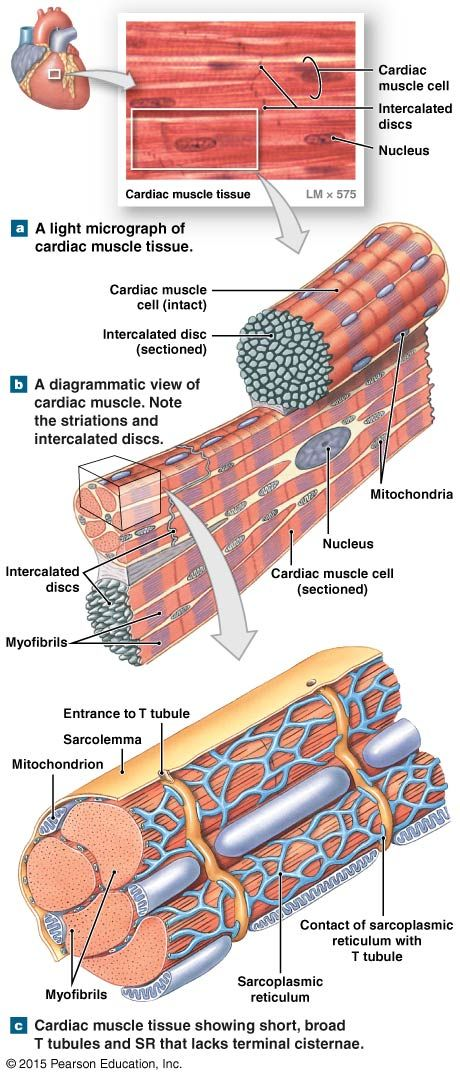 Cardiac
muscle cell
Intercalated
discs
Nucleus
Cardiac muscle tissue
LM × 575
a A light micrograph of
cardiac muscle tissue.
Cardiac muscle
cell (intact)
Intercalated disc
(sectioned)
b A diagrammatic view of
cardiac muscle. Note
the striations and
intercalated discs.
Mitochondria
Nucleus
Intercalated
discs
Cardiac muscle cell
(sectioned)
Myofibrils
Entrance to T tubule
Sarcolemma
Mitochondrion
Contact of sarcoplasmic
reticulum with
T tubule
Sarcoplasmic
reticulum
Myofibrils
c Cardiac muscle tissue showing short, broad
T tubules and SR that lacks terminal cisternae.
© 2015 Pearson Education, Inc.